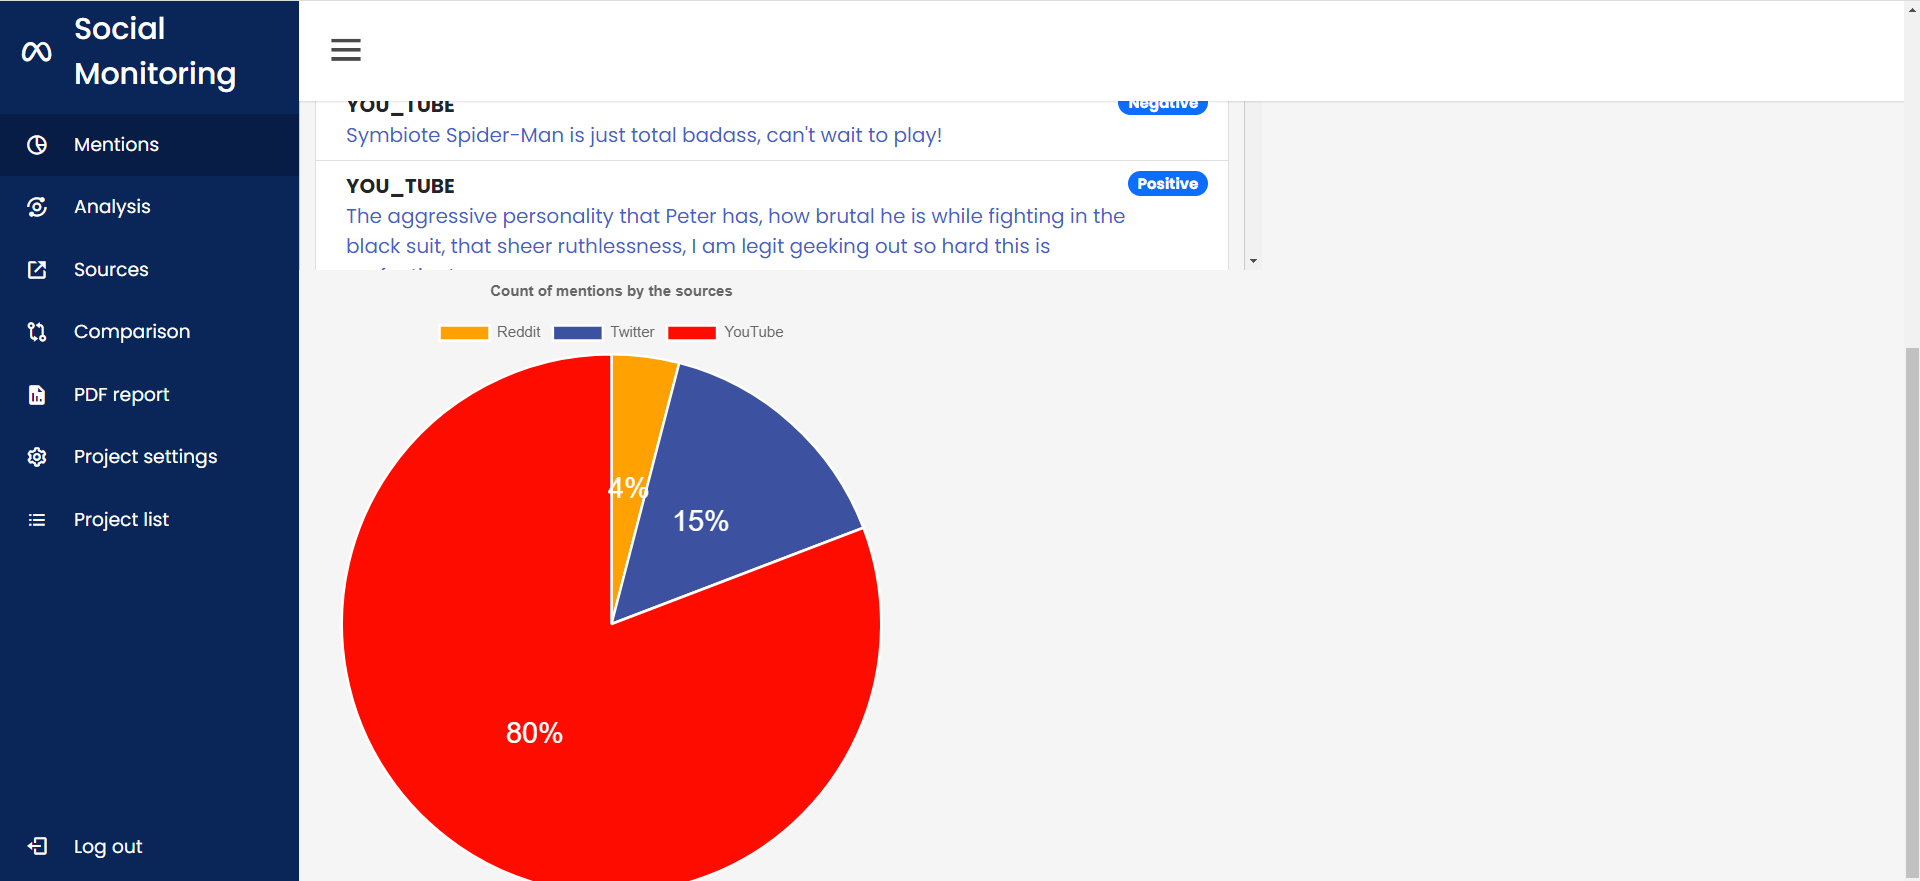 Social
Monitoring
Mentions
Analysis
Sources
Comparison
PDF report
Project settings
Project list
Log out
YOU_TUBE
Negative
Symbiote Spider-Man is just total badass, can't wait to play!
YOU_TUBE
Positive
The aggressive personality that Peter has, how brutal he is while fighting in the
black suit, that sheer ruthlessness, I am legit geeking out so hard this is
Count of mentions by the sources
Reddit Twitter YouTube
4%
15%
80%